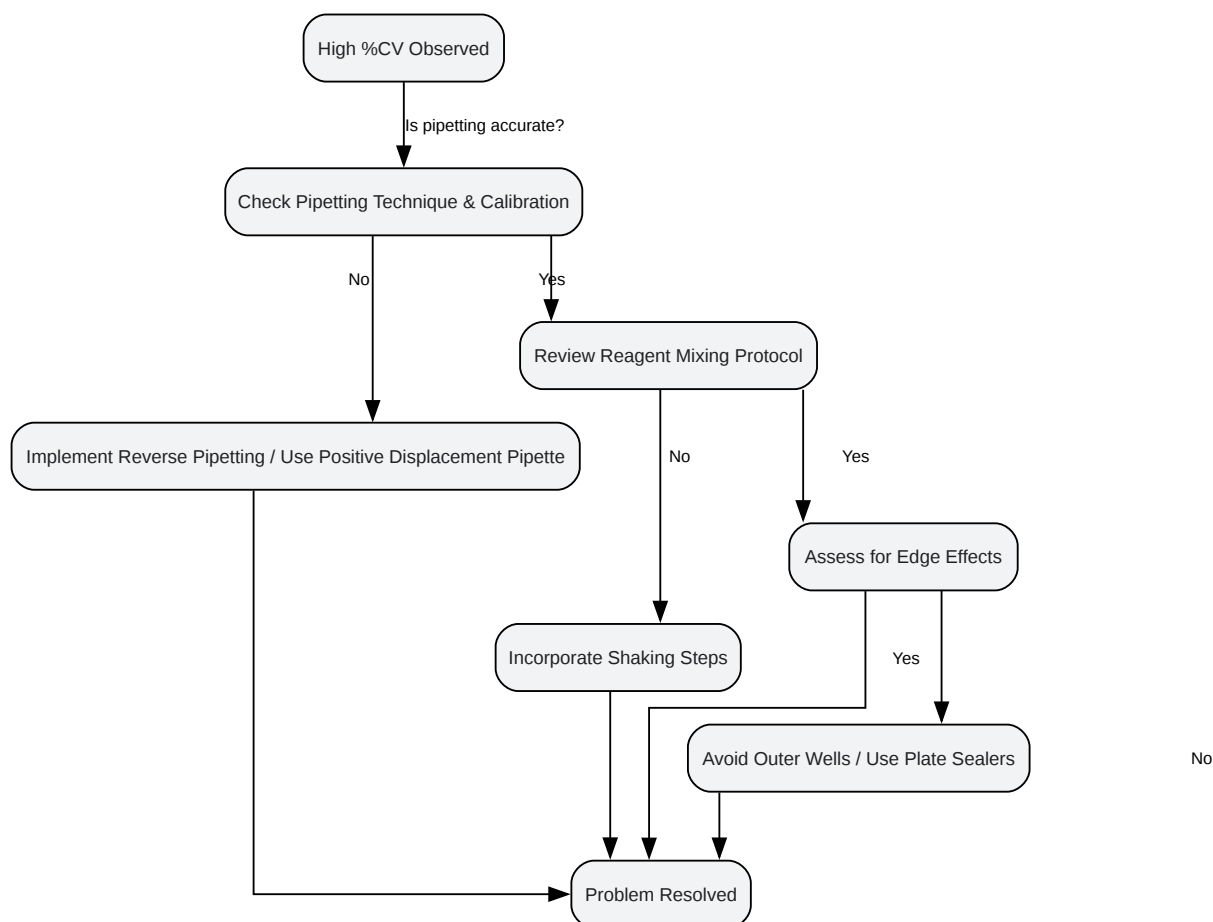 High %CV Observed
Is pipetting accurate?
Check Pipetting Technique & Calibration
No
Yes
Review Reagent Mixing Protocol
Implement Reverse Pipetting / Use Positive Displacement Pipette
No
Yes
Assess for Edge Effects
Incorporate Shaking Steps
Yes
Avoid Outer Wells / Use Plate Sealers
No
Problem Resolved